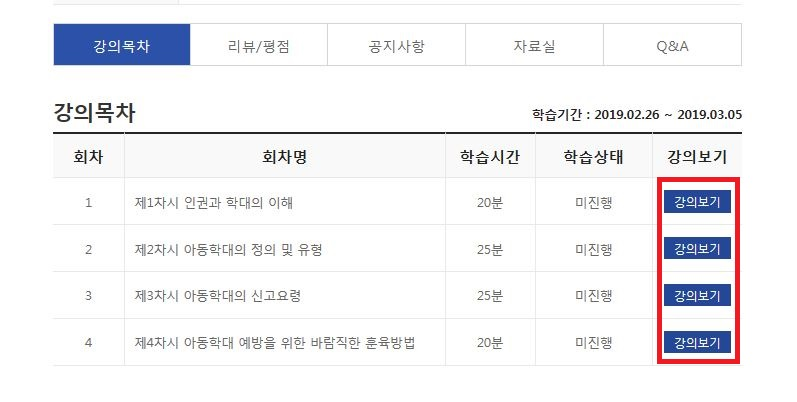 강의목차 리뷰/평점 공지사항 자료실 Q&A
강의목차 학습기간 : 2019.02.26 ~ 2019.03.05
회차 회차명 학습시간 학습상태 강의보기
1 제1차시 인권과 학대의 이해 20분 미진행 강의보기
2 제2차시 아동학대의 정의 및 유형 25분 미진행 강의보기
3 제3차시 아동학대의 신고요령 25분 미진행 강의보기
4 제4차시 아동학대 예방을 위한 바람직한 훈육방법 20분 미진행 강의보기